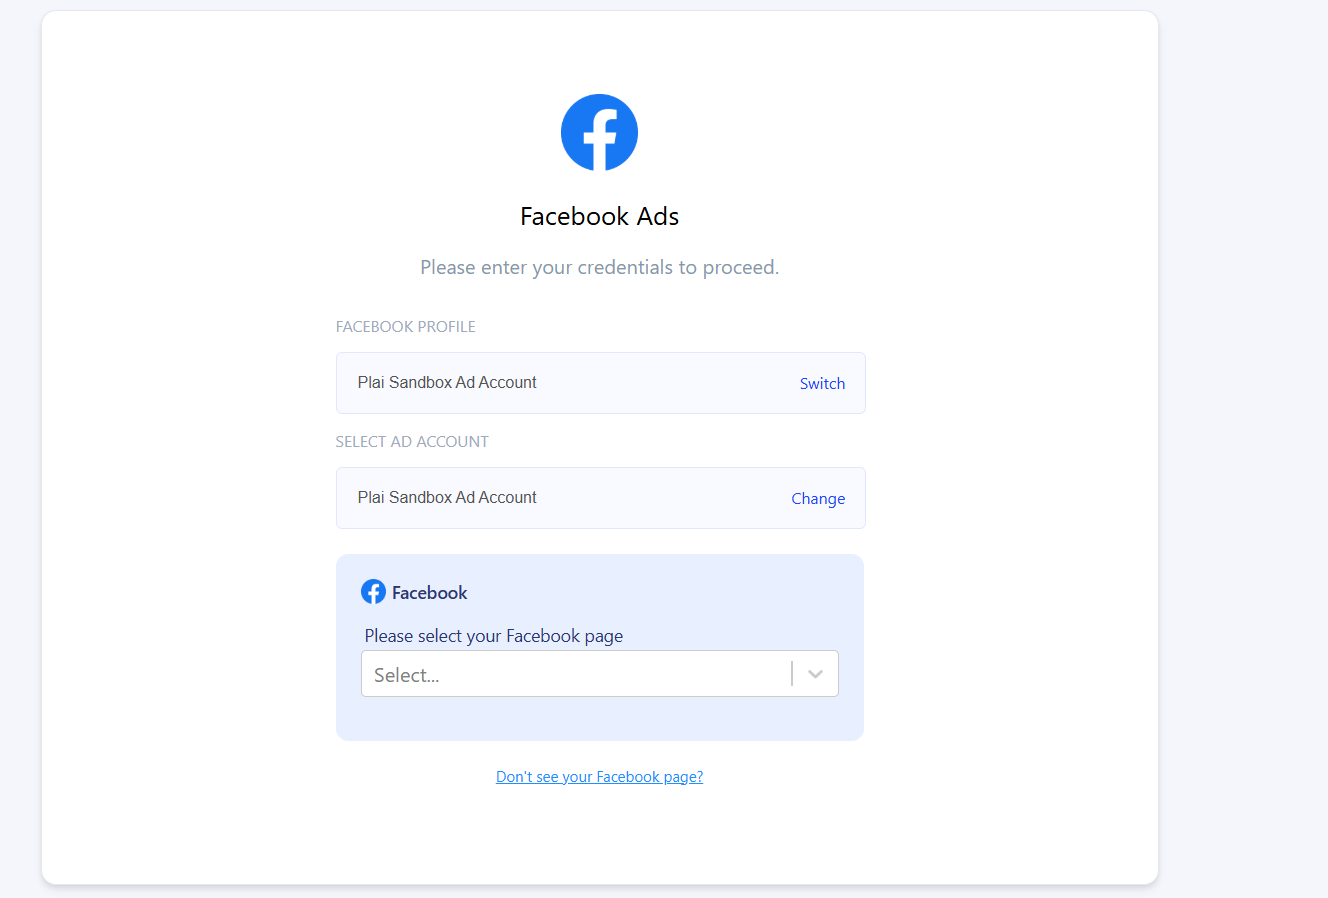 Facebook Ads
Please enter your credentials to proceed.
FACEBOOK PROFILE
Plai Sandbox Ad Account
Switch
SELECT AD ACCOUNT
Plai Sandbox Ad Account
Change
Facebook
Please select your Facebook page
Select...
Don't see your Facebook page?